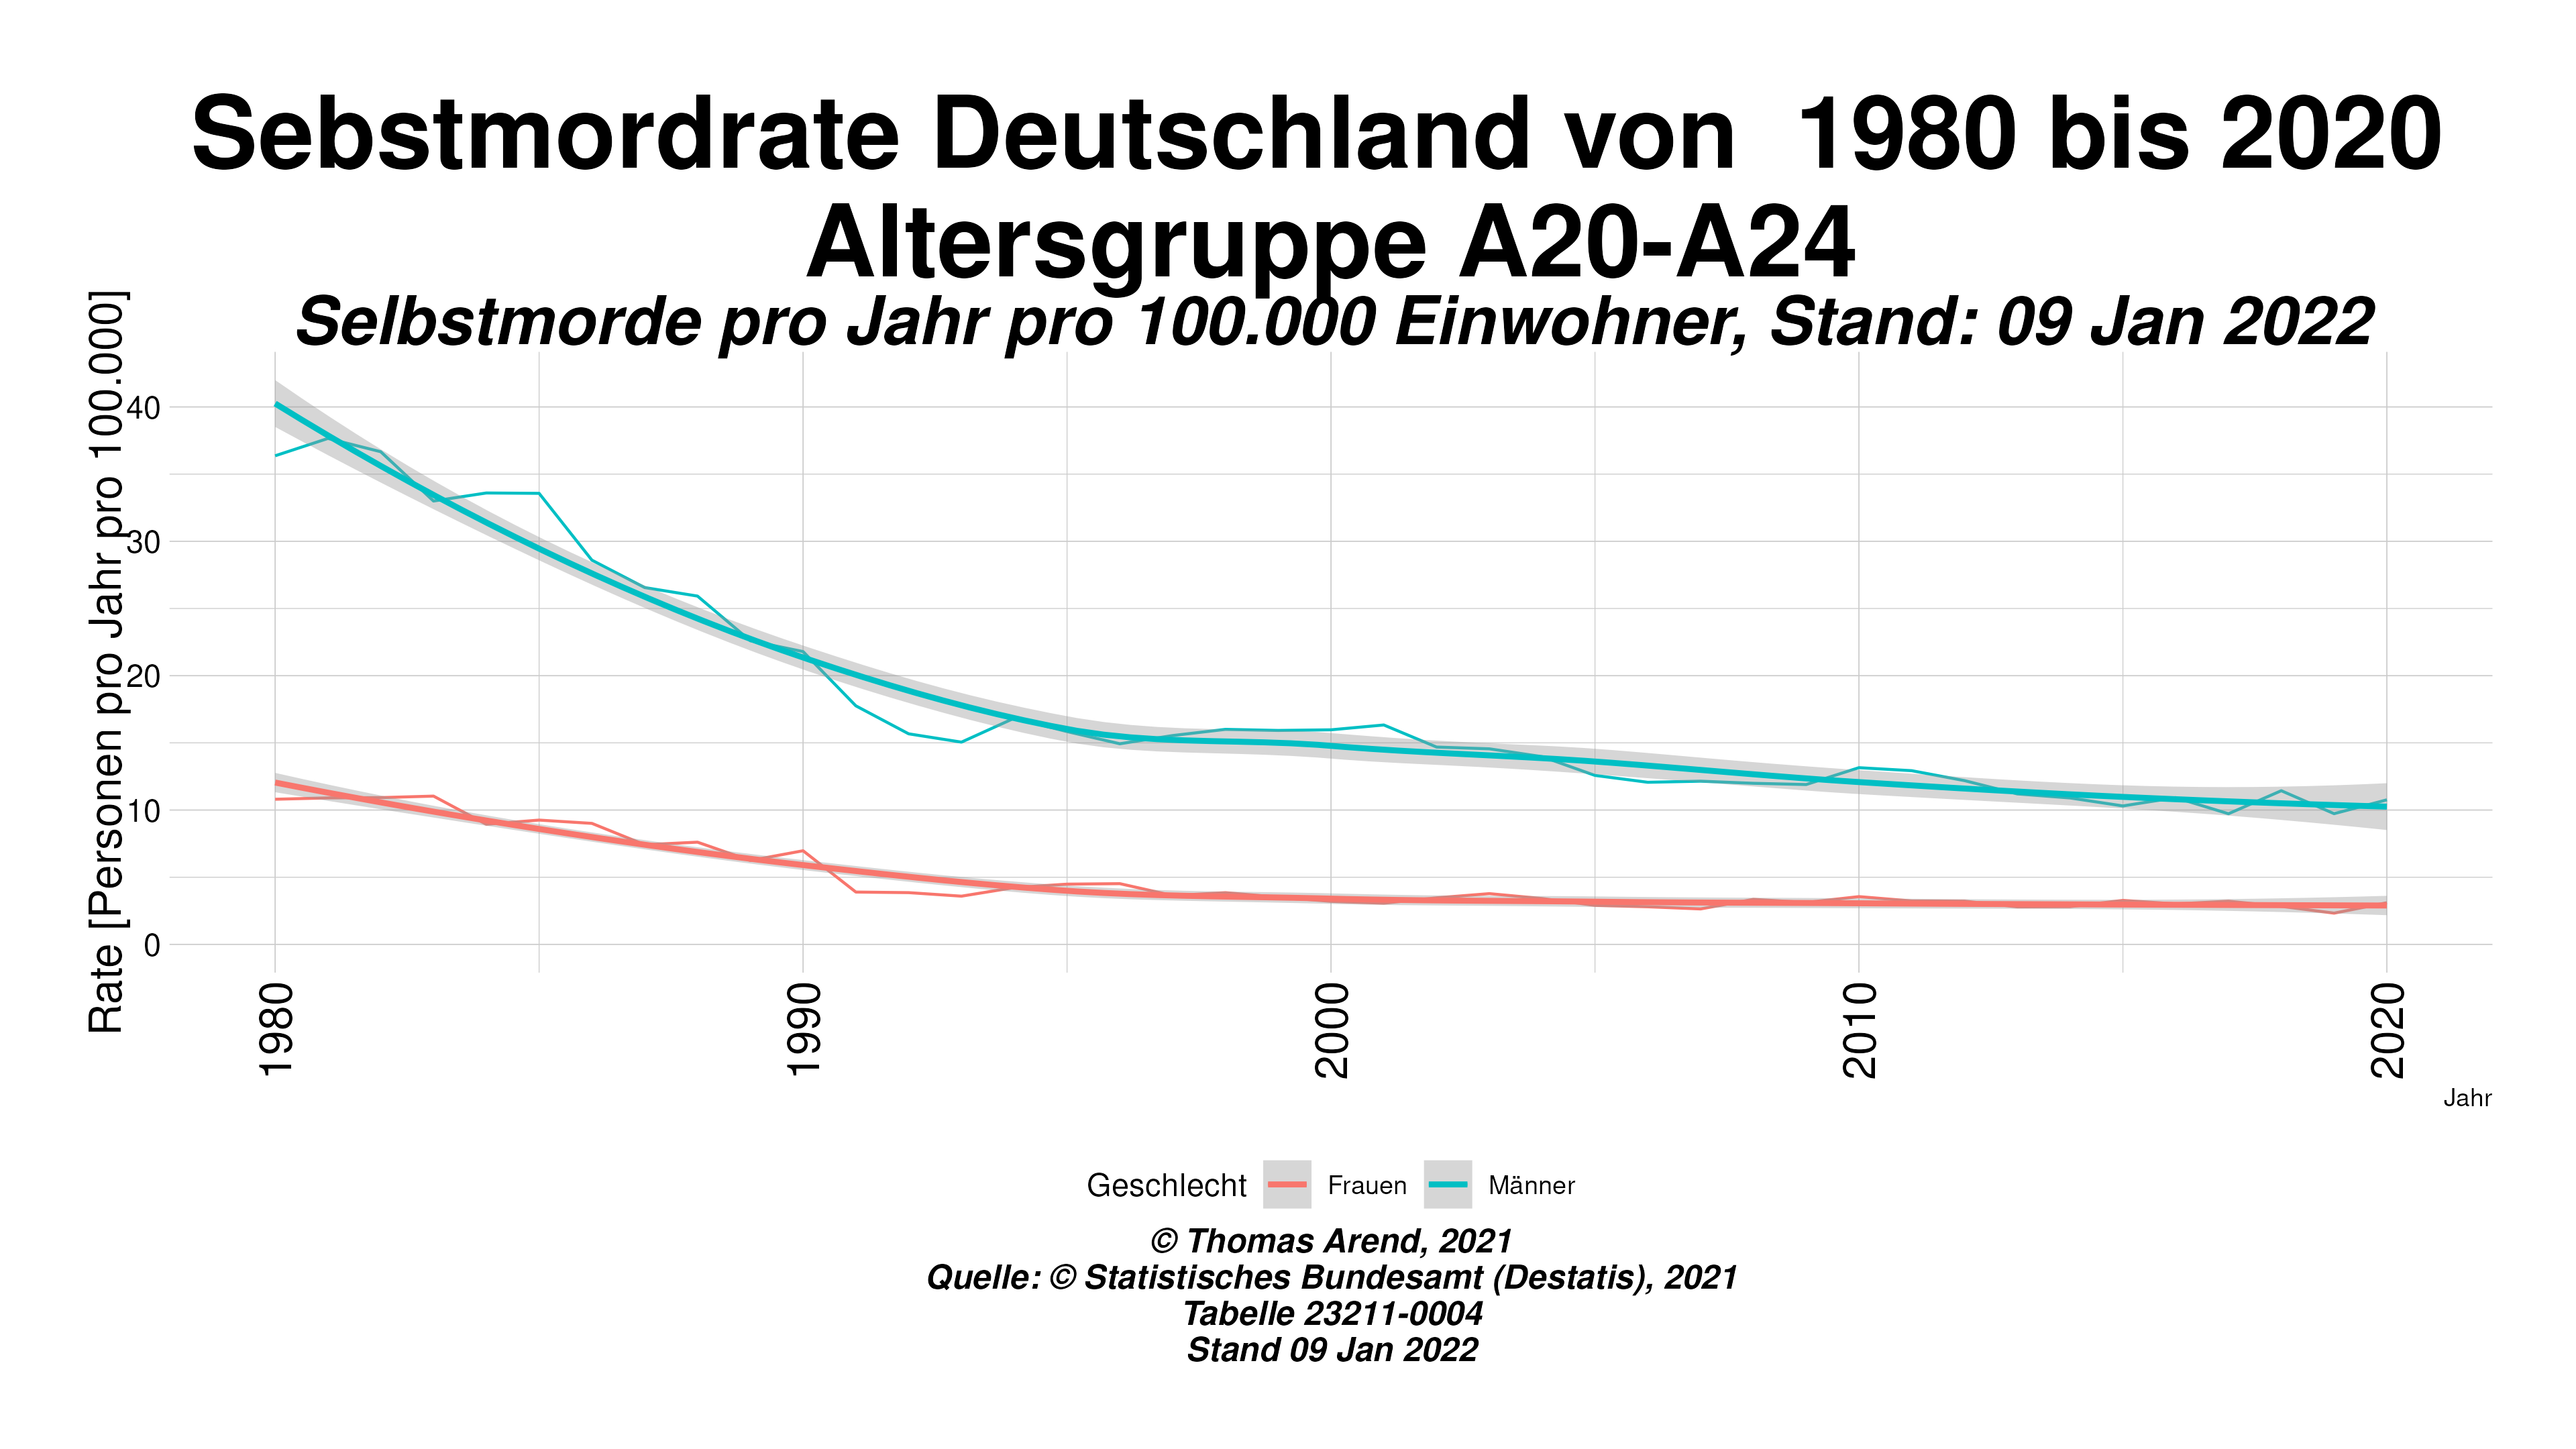 Sebstmordrate Deutschland von  1980 bis 2020
Altersgruppe A20-A24
Selbstmorde pro Jahr pro 100.000 Einwohner, Stand: 09 Jan 2022
Rate [Personen pro Jahr pro 100.000]
40
30
20
10
0
1980
1990
2000
2010
2020
Jahr
Geschlecht Frauen Männer
© Thomas Arend, 2021
Quelle: © Statistisches Bundesamt (Destatis), 2021
Tabelle 23211-0004
Stand 09 Jan 2022